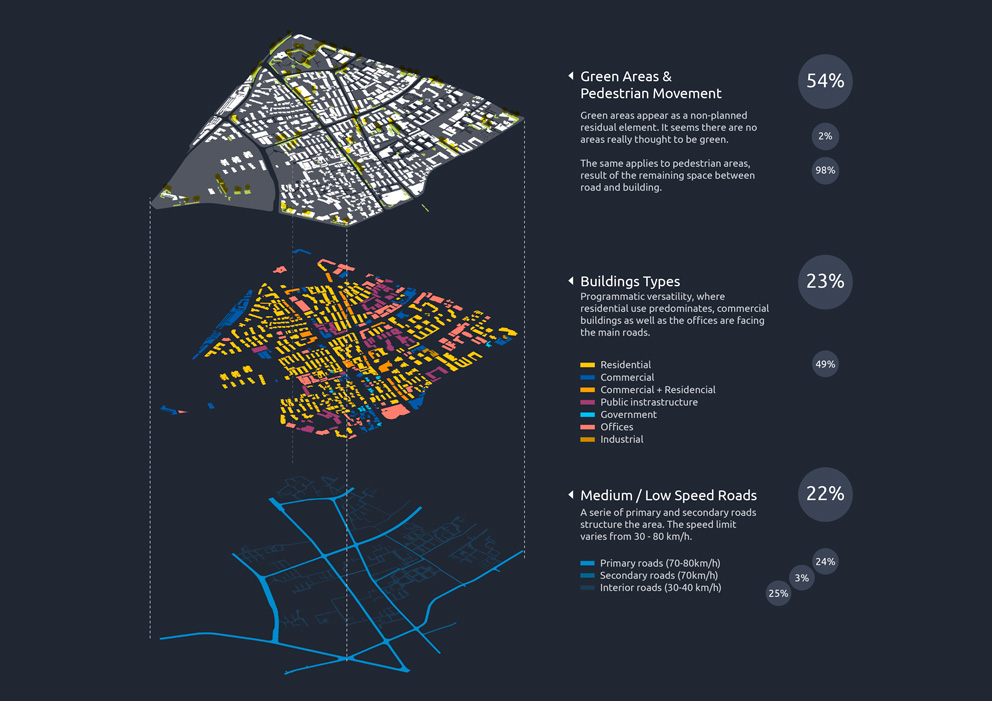 Green Areas &
Pedestrian Movement
54%
Green areas appear as a non-planned
residual element. It seems there are no
areas really thought to be green.
2%
The same applies to pedestrian areas,
result of the remaining space between
road and building.
98%
Buildings Types
23%
Programmatic versatility, where
residential use predominates, commercial
buildings as well as the offices are facing
the main roads.
49%
Residential
Commercial
Commercial + Residencial
Public instrastructure
Government
Offices
Industrial
Medium / Low Speed Roads
22%
A serie of primary and secondary roads
structure the area. The speed limit
varies from 30 - 80 km/h.
Primary roads (70-80km/h)
24%
Secondary roads (70km/h)
3%
Interior roads (30-40 km/h)
25%